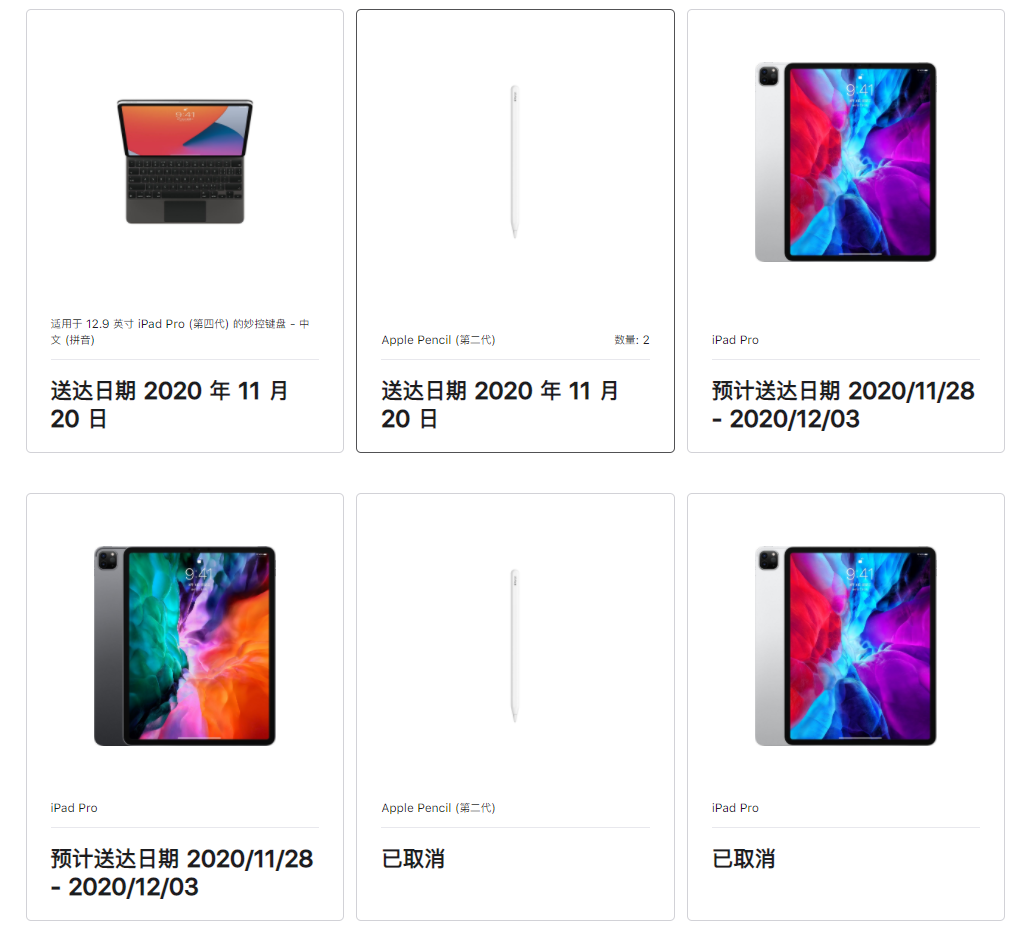 9:41
9:41
适用于 12.9 英寸 iPad Pro (第四代) 的妙控键盘 - 中
文 (拼音)
送达日期 2020 年 11 月
20 日
Apple Pencil (第二代)
数量: 2
送达日期 2020 年 11 月
20 日
iPad Pro
预计送达日期 2020/11/28
- 2020/12/03
9:41
9:41
iPad Pro
预计送达日期 2020/11/28
- 2020/12/03
Apple Pencil (第二代)
已取消
iPad Pro
已取消